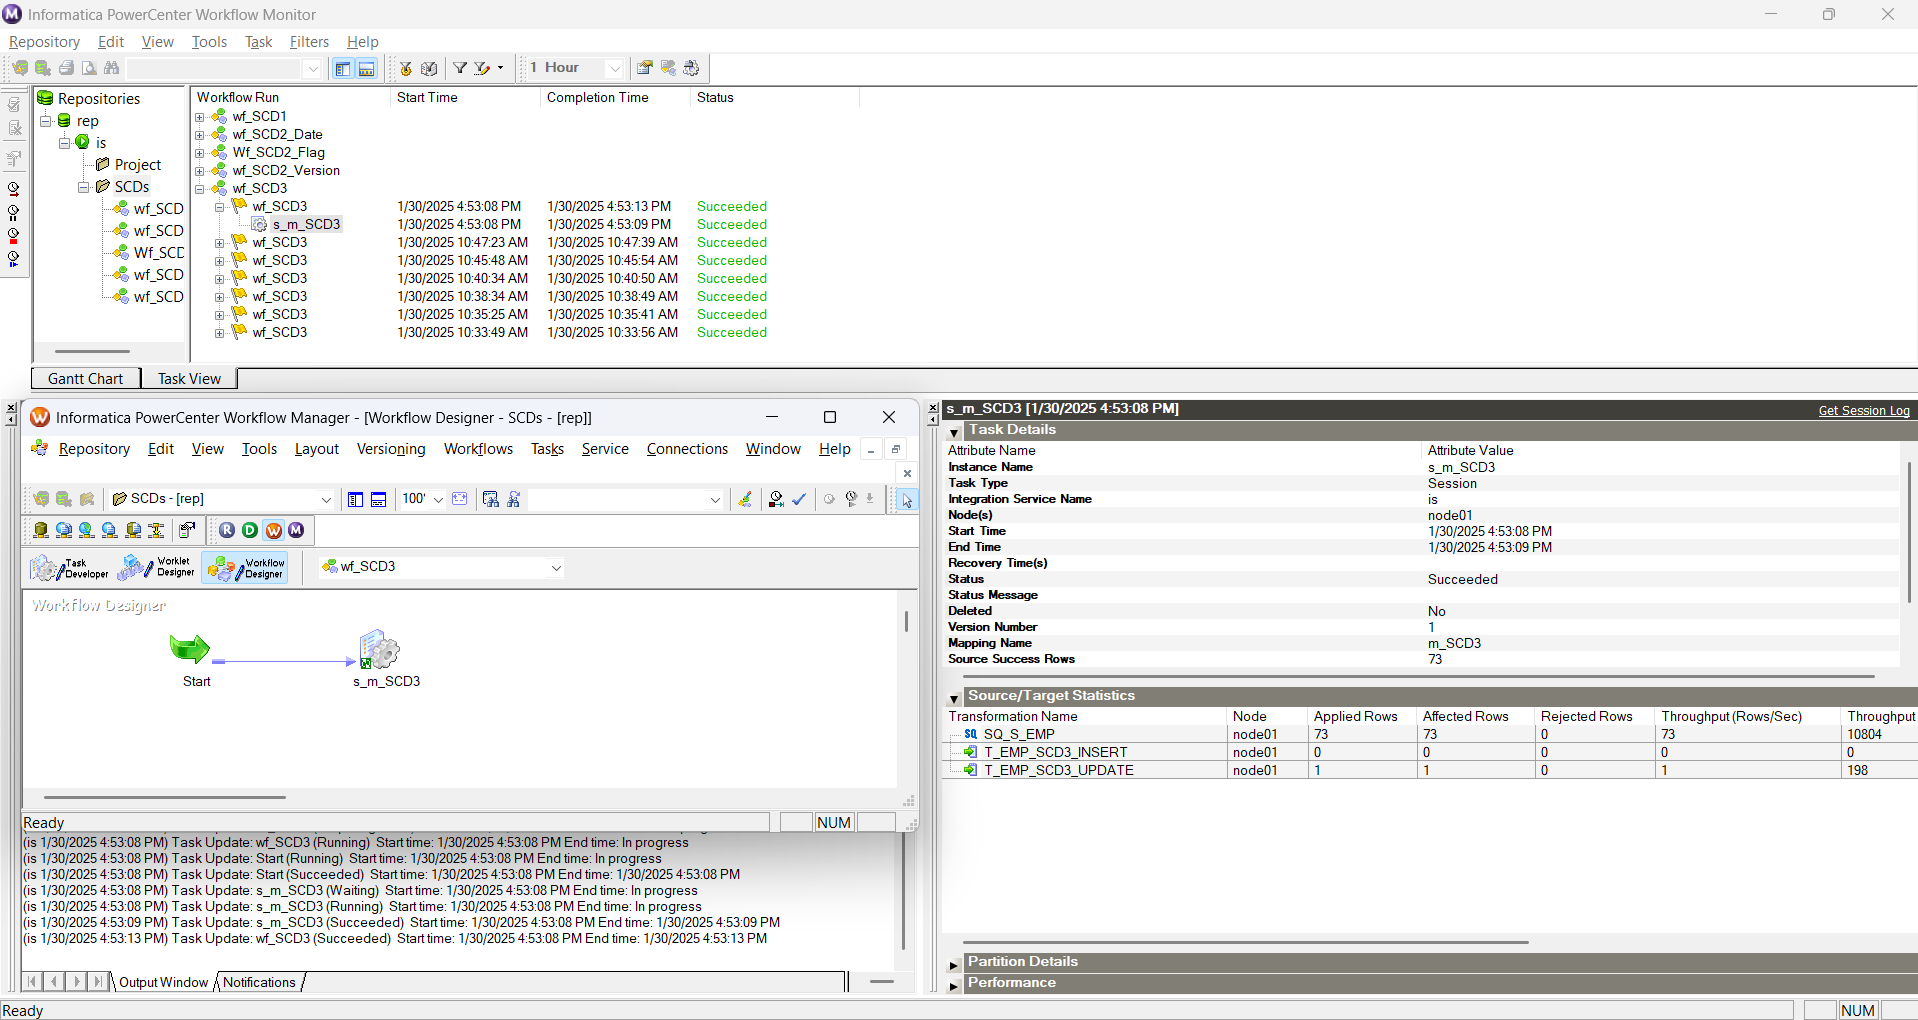 Informatica PowerCenter Workflow Monitor
Repository Edit View Tools Task Filters Help
1 Hour
Repositories
rep
is
Project
SCDs
wf_SCD
wf_SCD
Wf_SCD
wf_SCD
wf_SCD
Workflow Run Start Time Completion Time Status
wf_SCD1
wf_SCD2_Date
Wf_SCD2_Flag
wf_SCD2_Version
wf_SCD3
wf_SCD3 1/30/2025 4:53:08 PM 1/30/2025 4:53:13 PM Succeeded
s_m_SCD3 1/30/2025 4:53:08 PM 1/30/2025 4:53:09 PM Succeeded
wf_SCD3 1/30/2025 10:47:23 AM 1/30/2025 10:47:39 AM Succeeded
wf_SCD3 1/30/2025 10:45:48 AM 1/30/2025 10:45:54 AM Succeeded
wf_SCD3 1/30/2025 10:40:34 AM 1/30/2025 10:40:50 AM Succeeded
wf_SCD3 1/30/2025 10:38:34 AM 1/30/2025 10:38:49 AM Succeeded
wf_SCD3 1/30/2025 10:35:25 AM 1/30/2025 10:35:41 AM Succeeded
wf_SCD3 1/30/2025 10:33:49 AM 1/30/2025 10:33:56 AM Succeeded
Gantt Chart Task View
Informatica PowerCenter Workflow Manager - [Workflow Designer - SCDs - [rep]]
Repository Edit View Tools Layout Versioning Workflows Tasks Service Connections Window Help
SCDs - [rep] 100'
R D W M
Task Developer Worklet Designer Workflow Designer wf_SCD3
Workflow Designer
Start s_m_SCD3
Ready NUM
(is 1/30/2025 4:53:08 PM) Task Update: wf_SCD3 (Running) Start time: 1/30/2025 4:53:08 PM End time: In progress
(is 1/30/2025 4:53:08 PM) Task Update: Start (Running) Start time: 1/30/2025 4:53:08 PM End time: In progress
(is 1/30/2025 4:53:08 PM) Task Update: Start (Succeeded) Start time: 1/30/2025 4:53:08 PM End time: 1/30/2025 4:53:08 PM
(is 1/30/2025 4:53:08 PM) Task Update: s_m_SCD3 (Waiting) Start time: 1/30/2025 4:53:08 PM End time: In progress
(is 1/30/2025 4:53:08 PM) Task Update: s_m_SCD3 (Running) Start time: 1/30/2025 4:53:08 PM End time: In progress
(is 1/30/2025 4:53:09 PM) Task Update: s_m_SCD3 (Succeeded) Start time: 1/30/2025 4:53:08 PM End time: 1/30/2025 4:53:09 PM
(is 1/30/2025 4:53:13 PM) Task Update: wf_SCD3 (Succeeded) Start time: 1/30/2025 4:53:08 PM End time: 1/30/2025 4:53:13 PM
Output Window Notifications
s_m_SCD3 [1/30/2025 4:53:08 PM] Get Session Log
Task Details
Attribute Name Attribute Value
Instance Name s_m_SCD3
Task Type Session
Integration Service Name is
Node(s) node01
Start Time 1/30/2025 4:53:08 PM
End Time 1/30/2025 4:53:09 PM
Recovery Time(s)
Status Succeeded
Status Message
Deleted No
Version Number 1
Mapping Name m_SCD3
Source Success Rows 73
Source/Target Statistics
Transformation Name Node Applied Rows Affected Rows Rejected Rows Throughput (Rows/Sec) Throughput
SQ SQ_S_EMP node01 73 73 0 73 10804
T_EMP_SCD3_INSERT node01 0 0 0 0 0
T_EMP_SCD3_UPDATE node01 1 1 0 1 198
Partition Details
Performance
Ready NUM